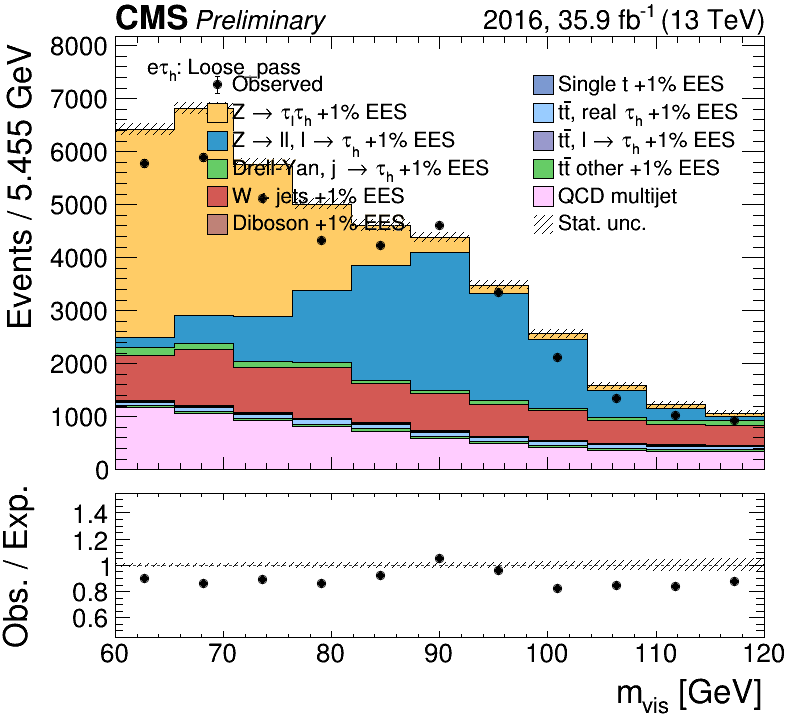 CMS Preliminary 2016, 35.9 fb⁻¹ (13 TeV)
Events / 5.455 GeV
8000
7000
6000
5000
4000
3000
2000
1000
0
eτₕ: Loose_pass
Observed
Z → τₗτₕ +1% EES
Z → ll, l → τₕ +1% EES
Drell-Yan, j → τₕ +1% EES
W + jets +1% EES
Diboson +1% EES
Single t +1% EES
tt̄, real τₕ +1% EES
tt̄, l → τₕ +1% EES
tt̄ other +1% EES
QCD multijet
Stat. unc.
Obs. / Exp.
1.4
1.2
1
0.8
0.6
60 70 80 90 100 110 120
m_vis [GeV]